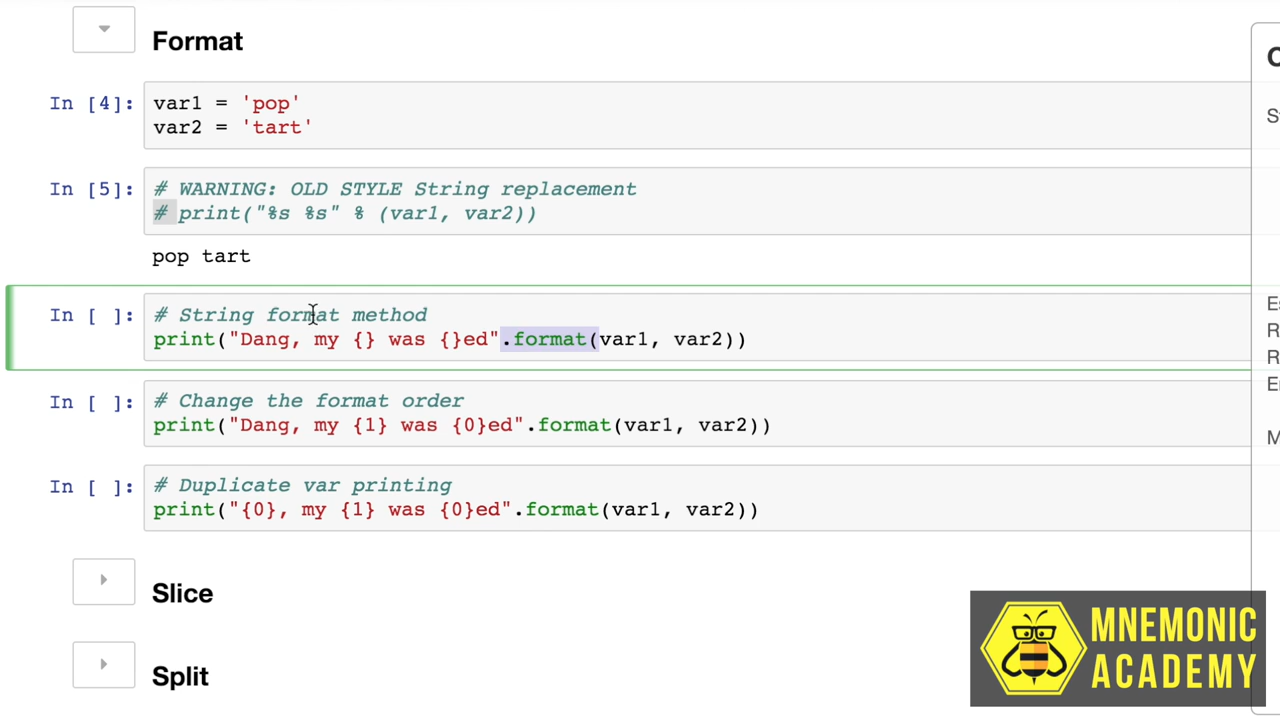 Format
In [4]:
var1 = 'pop'
var2 = 'tart'
In [5]:
# WARNING: OLD STYLE String replacement
# print("%s %s" % (var1, var2))
pop tart
In [ ]:
# String format method
print("Dang, my {} was {}ed".format(var1, var2))
In [ ]:
# Change the format order
print("Dang, my {1} was {0}ed".format(var1, var2))
In [ ]:
# Duplicate var printing
print("{0}, my {1} was {0}ed".format(var1, var2))
Slice
Split
MNEMONIC
ACADEMY